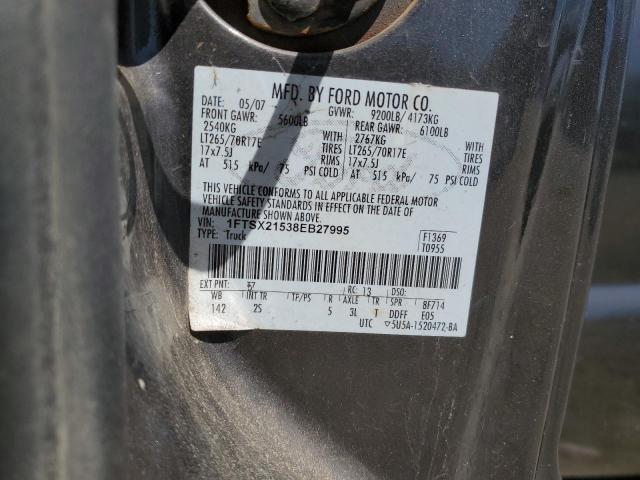 MFD. BY FORD MOTOR CO.
DATE: 05/07 GVWR: 9200LB/ 4173KG
FRONT GAWR: 5600LB REAR GAWR: 6100LB
2540KG WITH 2767KG WITH
LT265/70R17E TIRES LT265/70R17E TIRES
17x7.5J RIMS 17x7.5J RIMS
AT 515 kPa/ 75 PSI COLD AT 515 kPa/ 75 PSI COLD
THIS VEHICLE CONFORMS TO ALL APPLICABLE FEDERAL MOTOR
VEHICLE SAFETY STANDARDS IN EFFECT ON THE DATE OF
MANUFACTURE SHOWN ABOVE.
VIN: 1FTSX21538EB27995 F1369
TYPE: Truck T0955
EXT PNT: RC: 13 DSO:
WB INT TR TP/PS R AXLE TR SPR BF714
142 2S 5 3L T DDFF E05
UTC ▽5U5A-1520472-BA